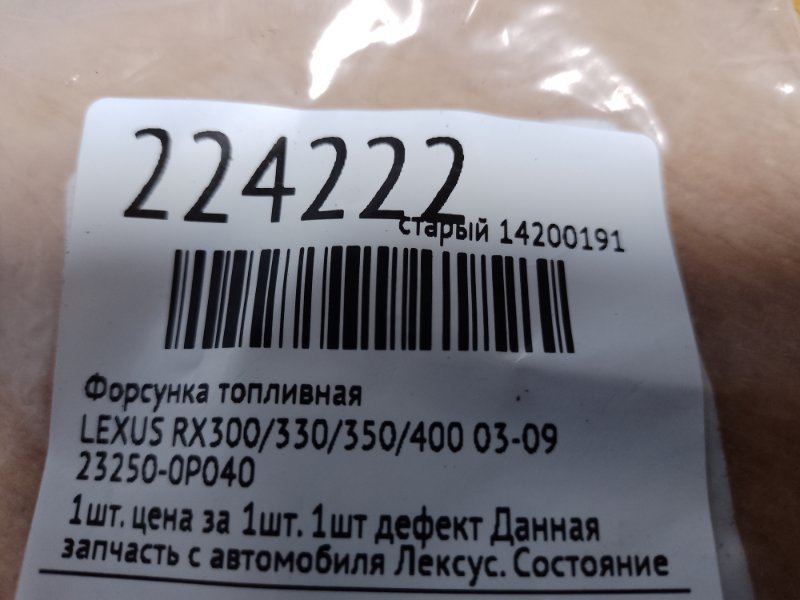 224222
старый 14200191
Форсунка топливная
LEXUS RX300/330/350/400 03-09
23250-0P040
1шт. цена за 1шт. 1шт дефект Данная
запчасть с автомобиля Лексус. Состояние